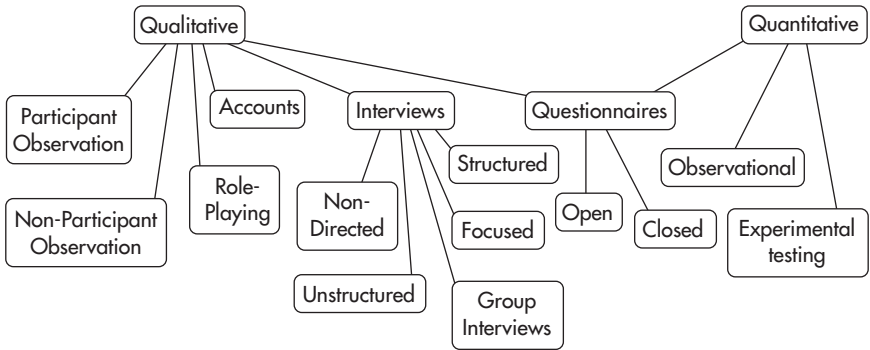 Qualitative
Quantitative
Participant
Observation
Accounts
Interviews
Questionnaires
Non-Participant
Observation
Role-
Playing
Non-
Directed
Structured
Focused
Unstructured
Group
Interviews
Open
Closed
Observational
Experimental
testing